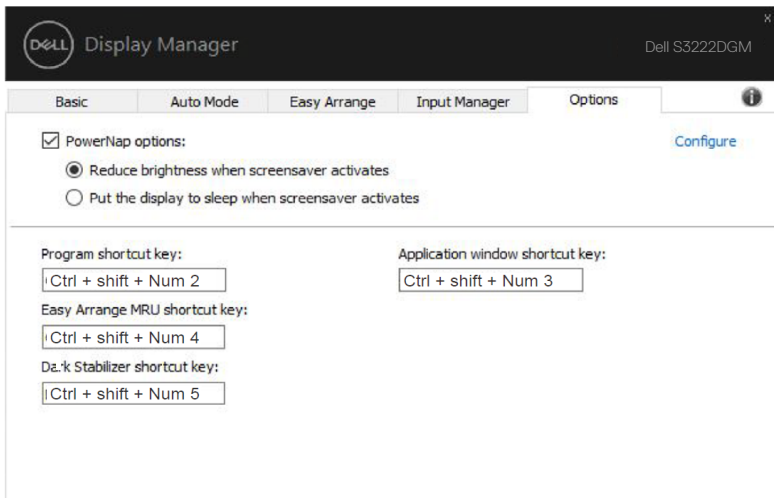 DELL Display Manager
x
Dell S3222DGM
Basic Auto Mode Easy Arrange Input Manager Options
PowerNap options:
Configure
Reduce brightness when screensaver activates
Put the display to sleep when screensaver activates
Program shortcut key:
Application window shortcut key:
Ctrl + shift + Num 2
Ctrl + shift + Num 3
Easy Arrange MRU shortcut key:
Ctrl + shift + Num 4
Dark Stabilizer shortcut key:
Ctrl + shift + Num 5